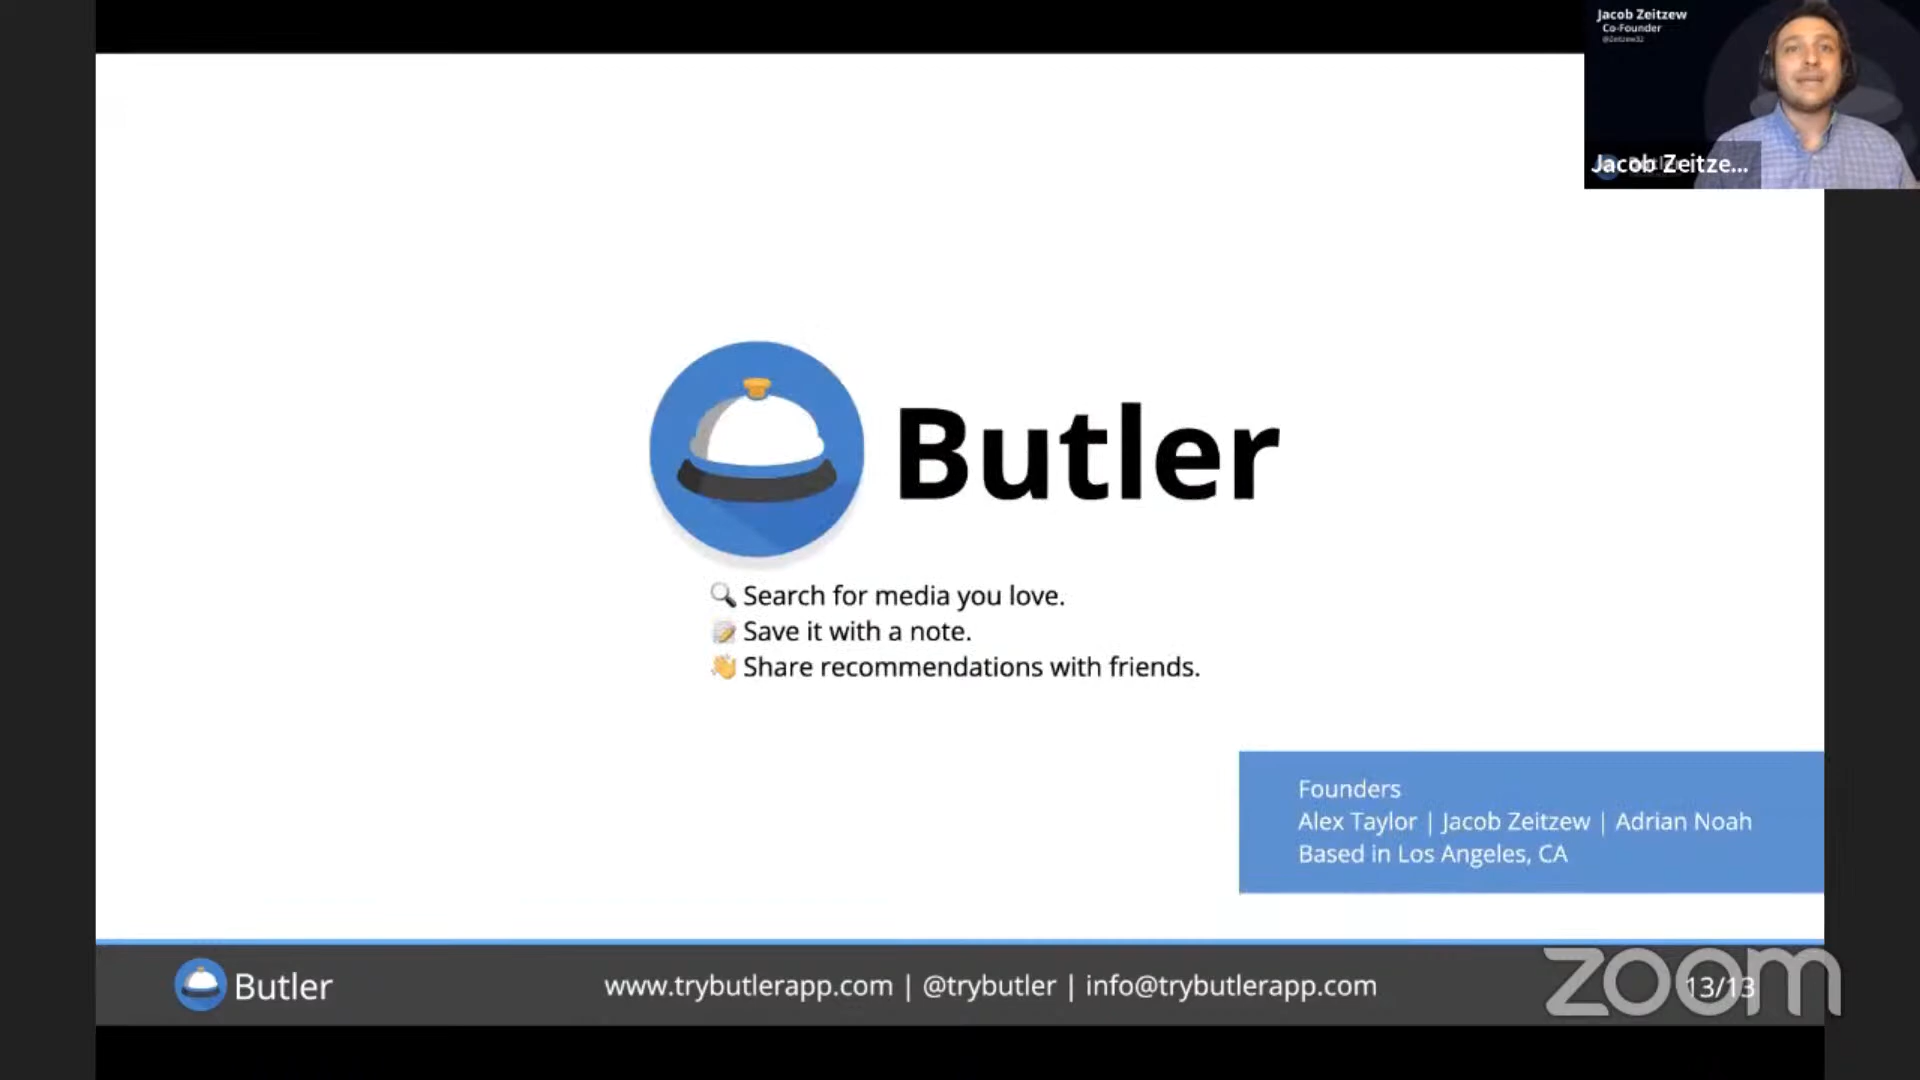 Jacob Zeitzew
Co-Founder
@Zeitzew32
Jacob Zeitze...
Butler
🔍 Search for media you love.
📝 Save it with a note.
👋 Share recommendations with friends.
Founders
Alex Taylor | Jacob Zeitzew | Adrian Noah
Based in Los Angeles, CA
Butler
www.trybutlerapp.com | @trybutler | info@trybutlerapp.com
13/13
zoom